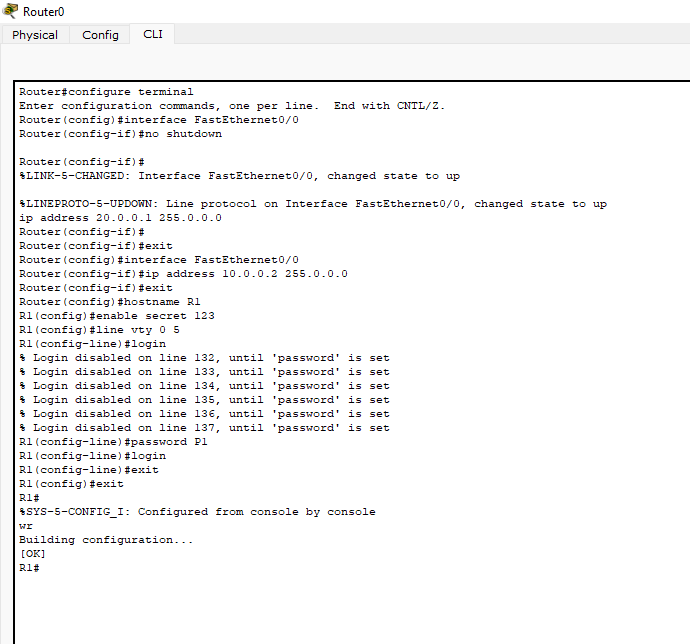 Router0
Physical Config CLI
Router#configure terminal
Enter configuration commands, one per line.  End with CNTL/Z.
Router(config)#interface FastEthernet0/0
Router(config-if)#no shutdown
Router(config-if)#
%LINK-5-CHANGED: Interface FastEthernet0/0, changed state to up
%LINEPROTO-5-UPDOWN: Line protocol on Interface FastEthernet0/0, changed state to up
ip address 20.0.0.1 255.0.0.0
Router(config-if)#
Router(config-if)#exit
Router(config)#interface FastEthernet0/0
Router(config-if)#ip address 10.0.0.2 255.0.0.0
Router(config-if)#exit
Router(config)#hostname R1
R1(config)#enable secret 123
R1(config)#line vty 0 5
R1(config-line)#login
% Login disabled on line 132, until 'password' is set
% Login disabled on line 133, until 'password' is set
% Login disabled on line 134, until 'password' is set
% Login disabled on line 135, until 'password' is set
% Login disabled on line 136, until 'password' is set
% Login disabled on line 137, until 'password' is set
R1(config-line)#password P1
R1(config-line)#login
R1(config-line)#exit
R1(config)#exit
R1#
%SYS-5-CONFIG_I: Configured from console by console
wr
Building configuration...
[OK]
R1#